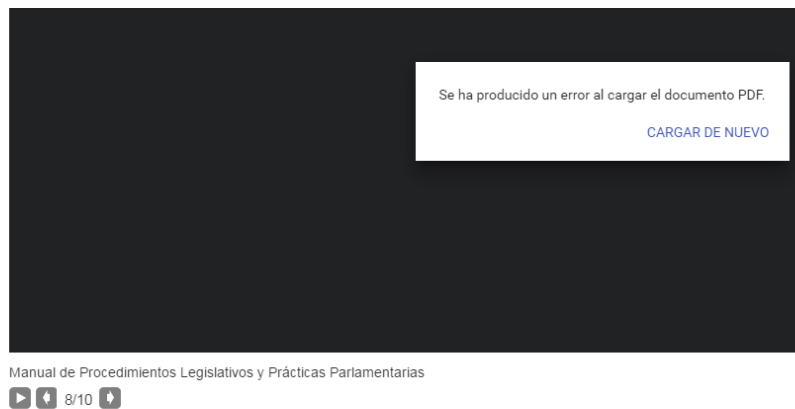 Se ha producido un error al cargar el documento PDF.
CARGAR DE NUEVO
Manual de Procedimientos Legislativos y Prácticas Parlamentarias
8/10